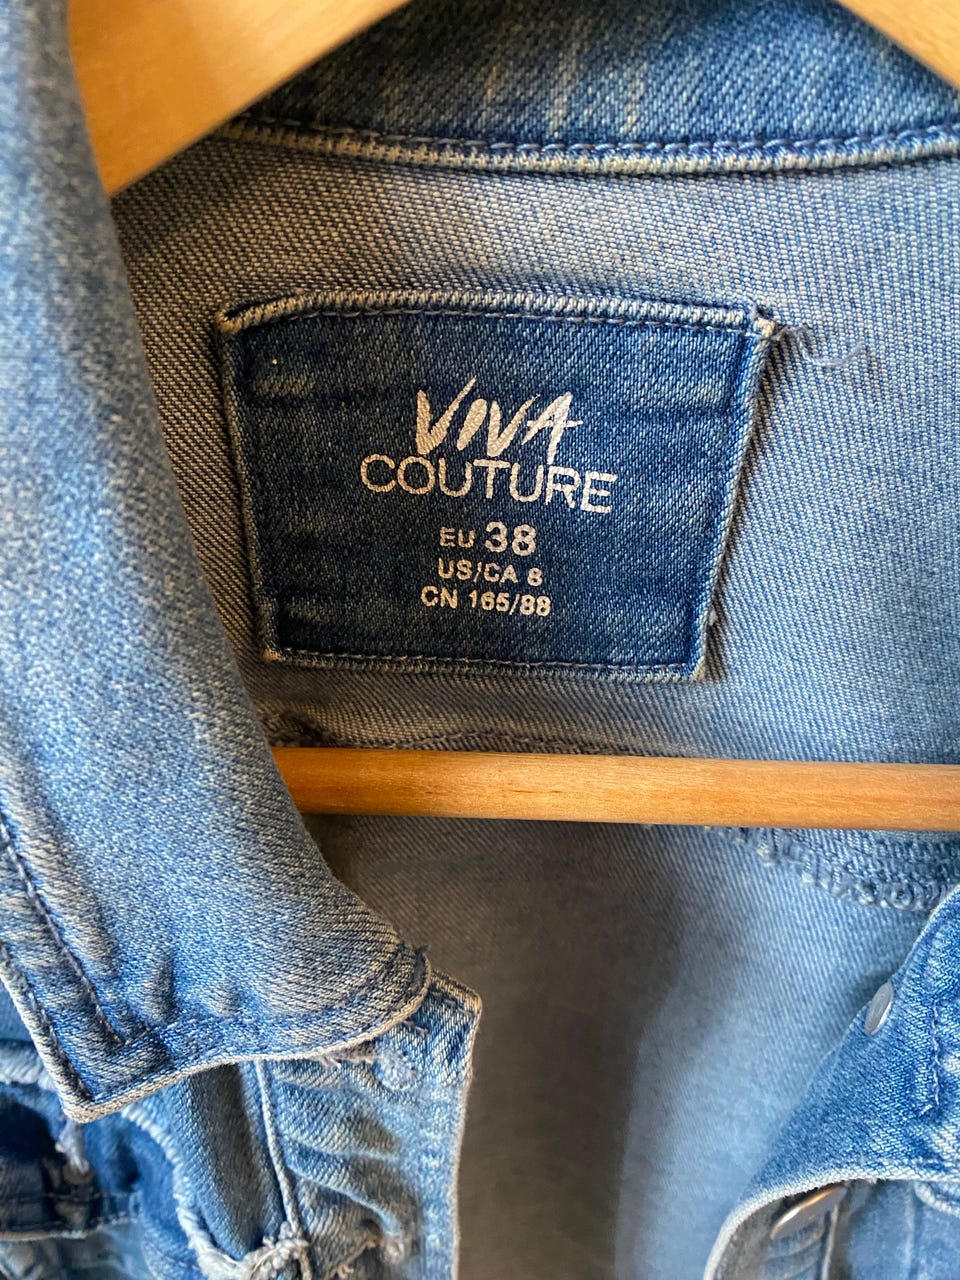 VIVA
COUTURE
EU 38
US/CA 8
CN 165/88